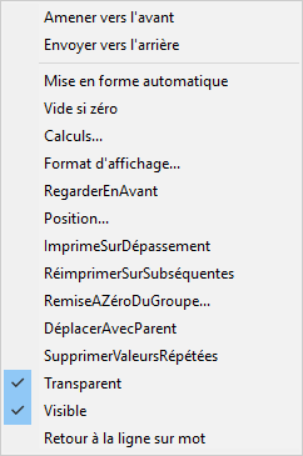 Amener vers l'avant
Envoyer vers l'arrière
Mise en forme automatique
Vide si zéro
Calculs...
Format d'affichage...
RegarderEnAvant
Position...
ImprimeSurDépassement
RéimprimerSurSubséquentes
RemiseAZéroDuGroupe...
DéplacerAvecParent
SupprimerValeursRépétées
Transparent
Visible
Retour à la ligne sur mot